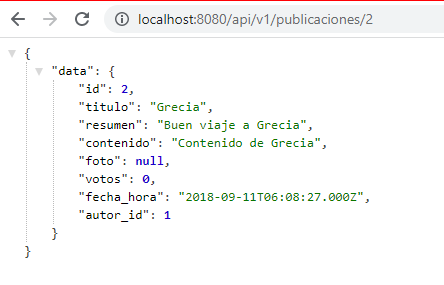 localhost:8080/api/v1/publicaciones/2
{
"data": {
"id": 2,
"titulo": "Grecia",
"resumen": "Buen viaje a Grecia",
"contenido": "Contenido de Grecia",
"foto": null,
"votos": 0,
"fecha_hora": "2018-09-11T06:08:27.000Z",
"autor_id": 1
}
}